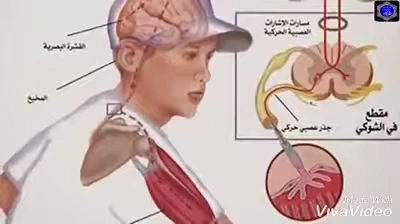 مسارات الإشارات
العصبية الحركية
القشرة البصرية
المخيخ
مقطع
في الشوكي
جذر عصبي حركي
Made With
VivaVideo